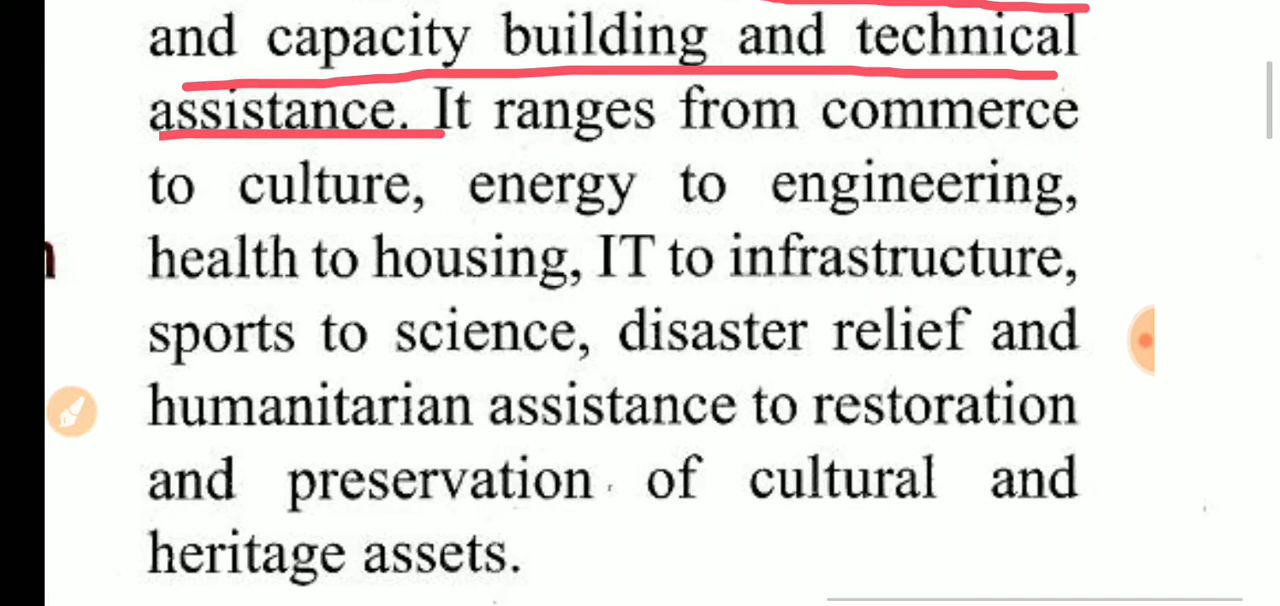 and capacity building and technical
assistance. It ranges from commerce
to culture, energy to engineering,
health to housing, IT to infrastructure,
sports to science, disaster relief and
humanitarian assistance to restoration
and preservation of cultural and
heritage assets.